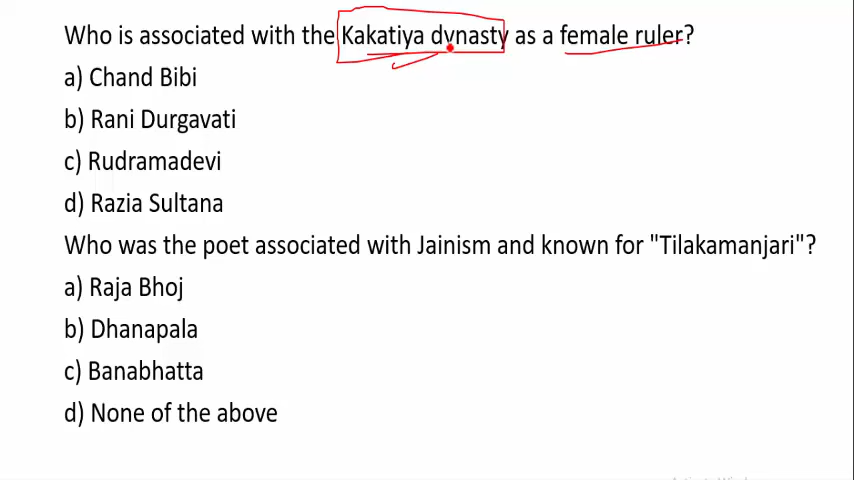 Who is associated with the Kakatiya dynasty as a female ruler?
a) Chand Bibi
b) Rani Durgavati
c) Rudramadevi
d) Razia Sultana
Who was the poet associated with Jainism and known for "Tilakamanjari"?
a) Raja Bhoj
b) Dhanapala
c) Banabhatta
d) None of the above